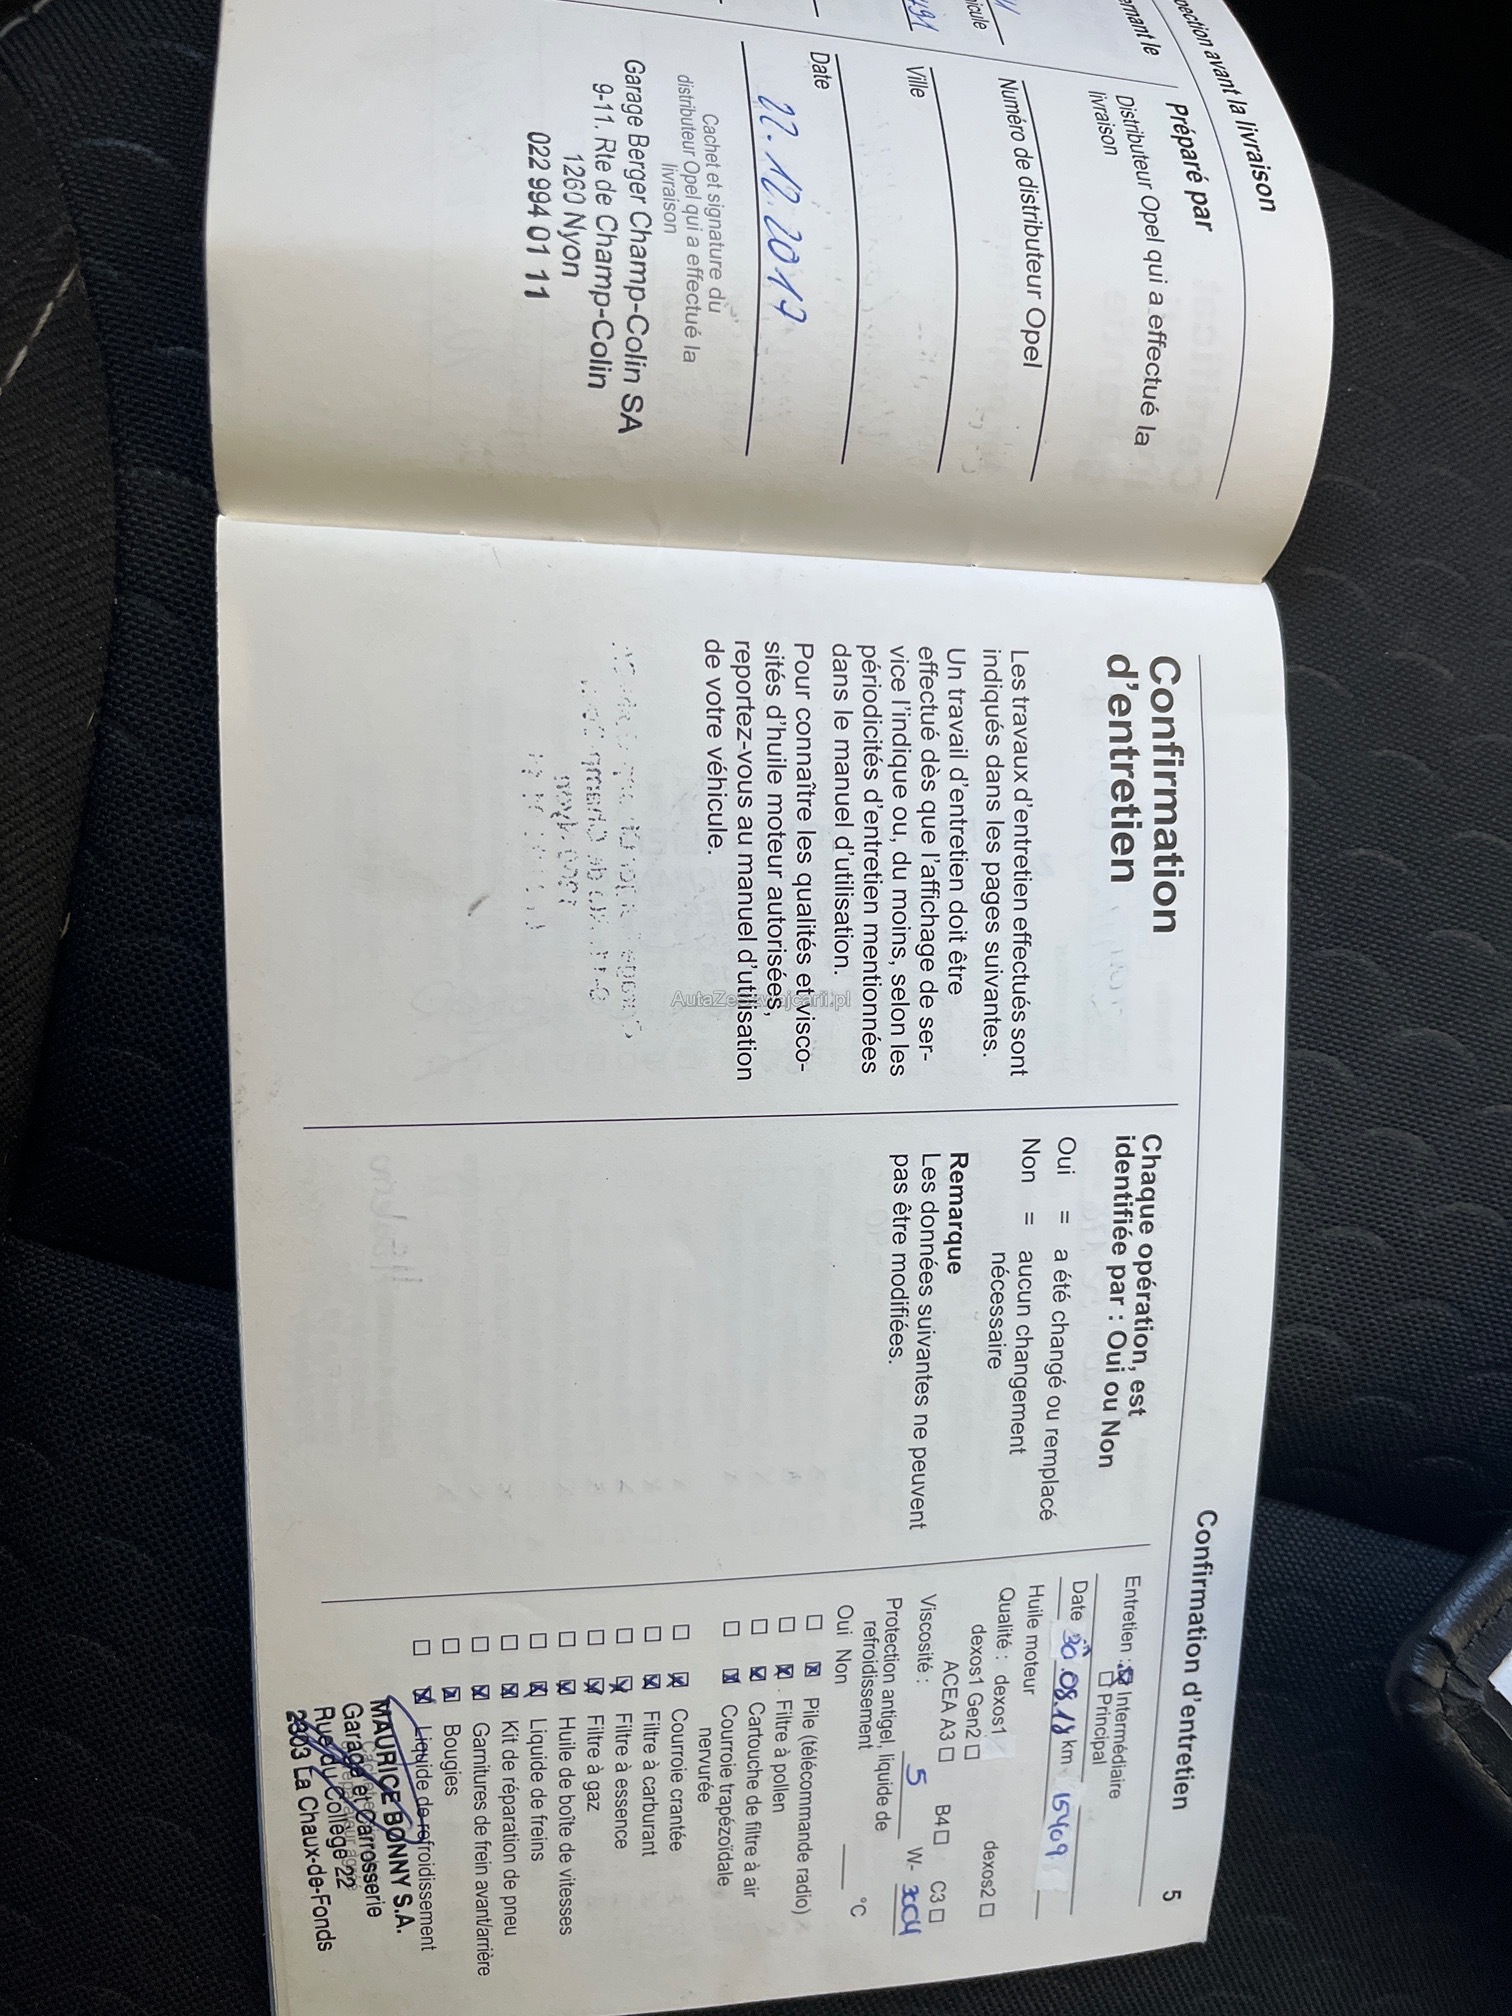 pection avant la livraison
ernant le
icule
491
Préparé par
Distributeur Opel qui a effectué la
livraison
Numéro de distributeur Opel
Ville
Date
22.12.2017
Cachet et signature du
distributeur Opel qui a effectué la
livraison
Garage Berger Champ-Colin SA
9-11. Rte de Champ-Colin
1260 Nyon
022 994 01 11
Confirmation d'entretien
5
Confirmation
d'entretien
Les travaux d'entretien effectués sont
indiqués dans les pages suivantes.
Un travail d'entretien doit être
effectué dès que l'affichage de ser-
vice l'indique ou, du moins, selon les
périodicités d'entretien mentionnées
dans le manuel d'utilisation.
Pour connaître les qualités et visco-
sités d'huile moteur autorisées,
reportez-vous au manuel d'utilisation
de votre véhicule.
Chaque opération, est
identifiée par : Oui ou Non
Oui = a été changé ou remplacé
Non = aucun changement
nécessaire
Remarque
Les données suivantes ne peuvent
pas être modifiées.
Entretien : ☒ Intermédiaire
☐ Principal
Date 30.08.18 km 15409
Huile moteur
Qualité : dexos1 dexos2 ☐
dexos1 Gen2 ☐
ACEA A3 ☐ B4 ☐ C3 ☐
Viscosité : 5 W-
Protection antigel, liquide de
refroidissement °C
Oui Non
☐ ☒ Pile (télécommande radio)
☐ ☒ Filtre à pollen
☐ ☒ Cartouche de filtre à air
☐ ☒ Courroie trapézoïdale
nervurée
☐ ☒ Courroie crantée
☐ ☒ Filtre à carburant
☐ ☒ Filtre à essence
☐ ☒ Filtre à gaz
☐ ☒ Huile de boîte de vitesses
☐ ☒ Liquide de freins
☐ ☒ Kit de réparation de pneu
☐ ☒ Garnitures de frein avant/arrière
☐ ☒ Bougies
☐ ☒ Liquide de refroidissement
MAURICE BONNY S.A.
Garage et Carrosserie
Rue du Collège 22
2303 La Chaux-de-Fonds